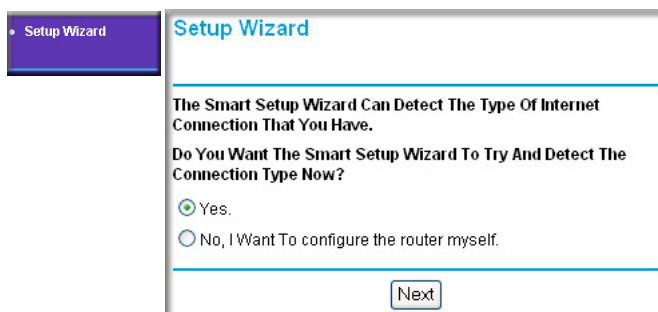 Setup Wizard
Setup Wizard
The Smart Setup Wizard Can Detect The Type Of Internet
Connection That You Have.
Do You Want The Smart Setup Wizard To Try And Detect The
Connection Type Now?
Yes.
No, I Want To configure the router myself.
Next